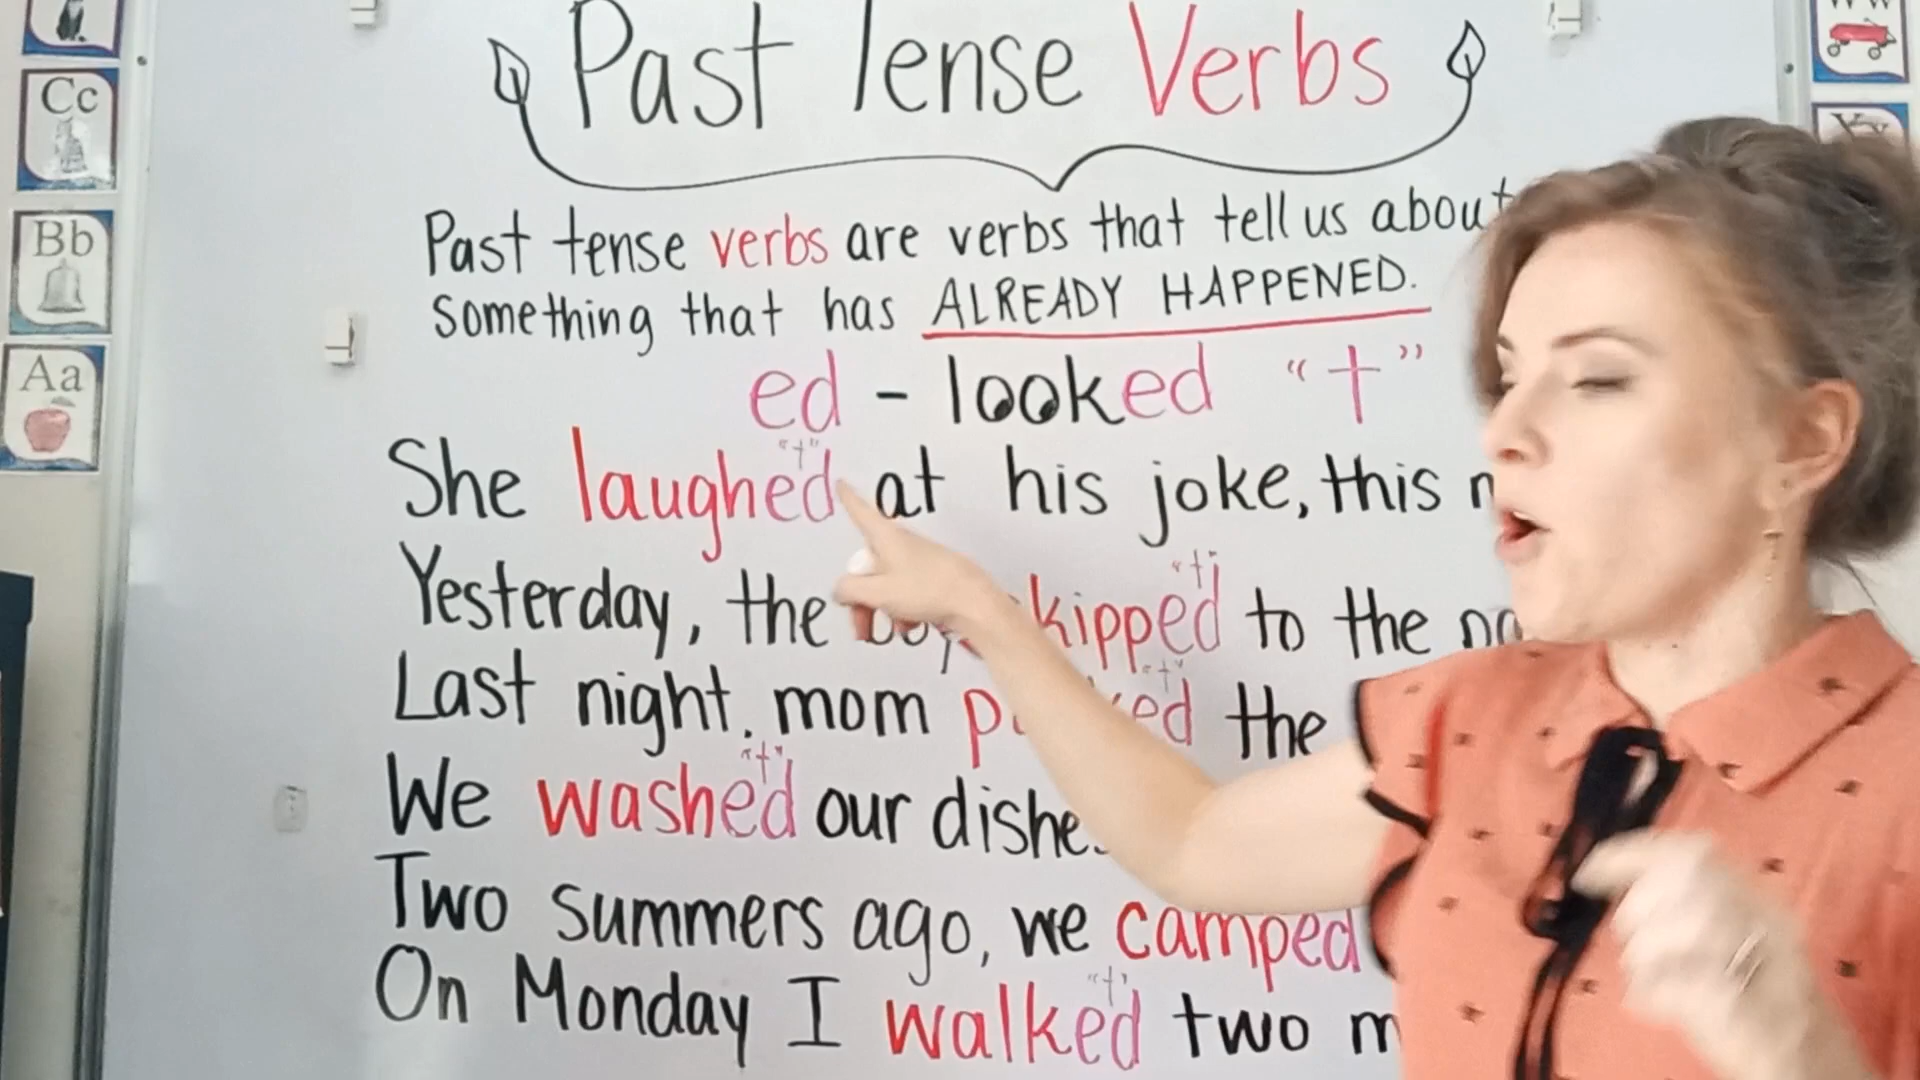 Past Tense Verbs
Past tense verbs are verbs that tell us about
something that has ALREADY HAPPENED.
ed - looked "t"
"t"
She laughed at his joke, this
"t"
Yesterday, the kipped to the
"t"
Last night, mom the
"t"
We washed our dishe
Two summers ago, we camped
"t"
On Monday I walked two m
Cc
Bb
Aa